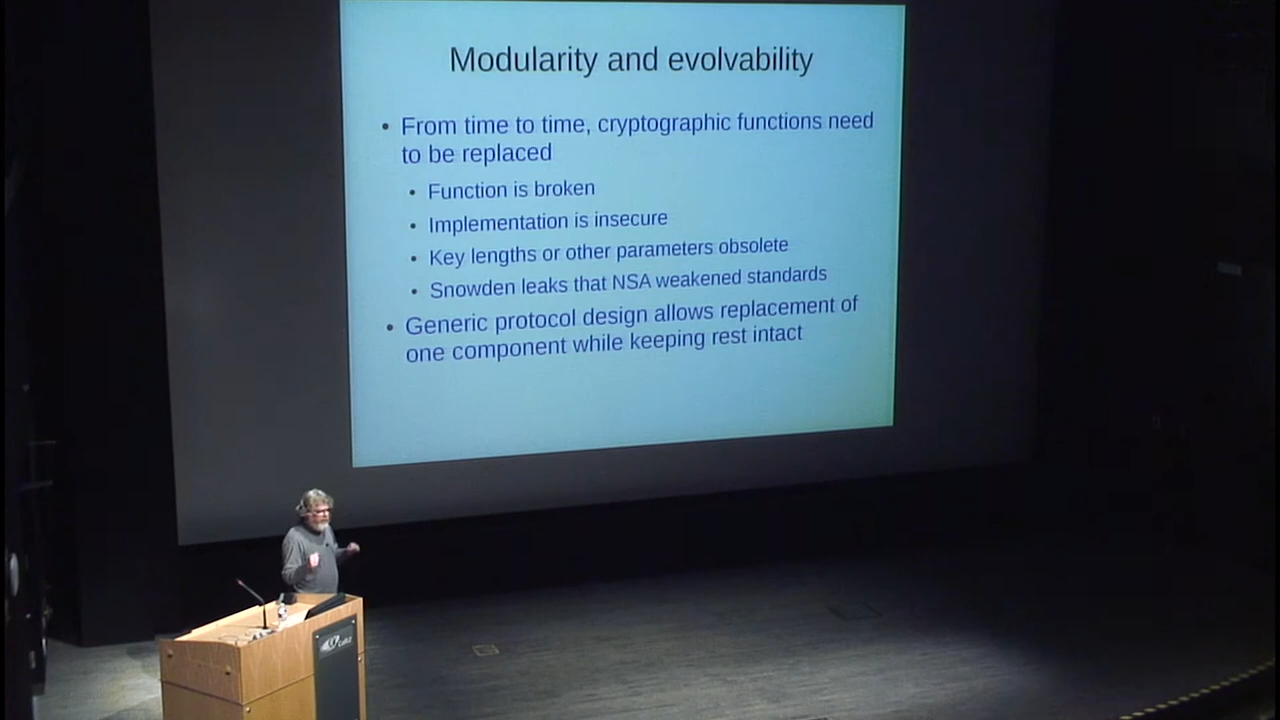 Modularity and evolvability
• From time to time, cryptographic functions need
to be replaced
• Function is broken
• Implementation is insecure
• Key lengths or other parameters obsolete
• Snowden leaks that NSA weakened standards
• Generic protocol design allows replacement of
one component while keeping rest intact